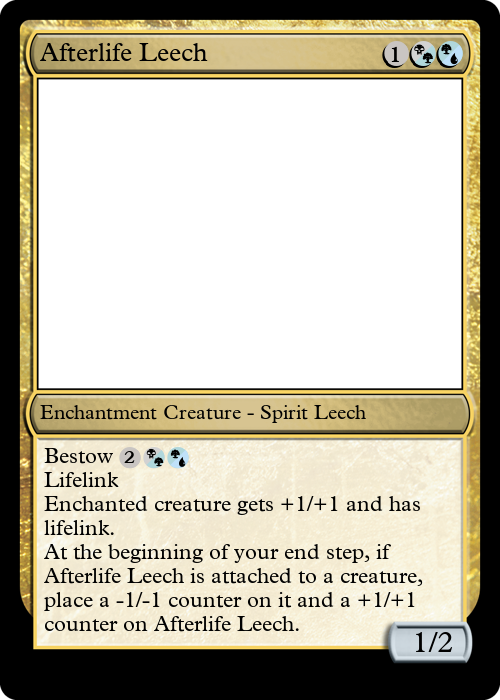 Afterlife Leech 1
Enchantment Creature - Spirit Leech
Bestow 2
Lifelink
Enchanted creature gets +1/+1 and has
lifelink.
At the beginning of your end step, if
Afterlife Leech is attached to a creature,
place a -1/-1 counter on it and a +1/+1
counter on Afterlife Leech.
1/2